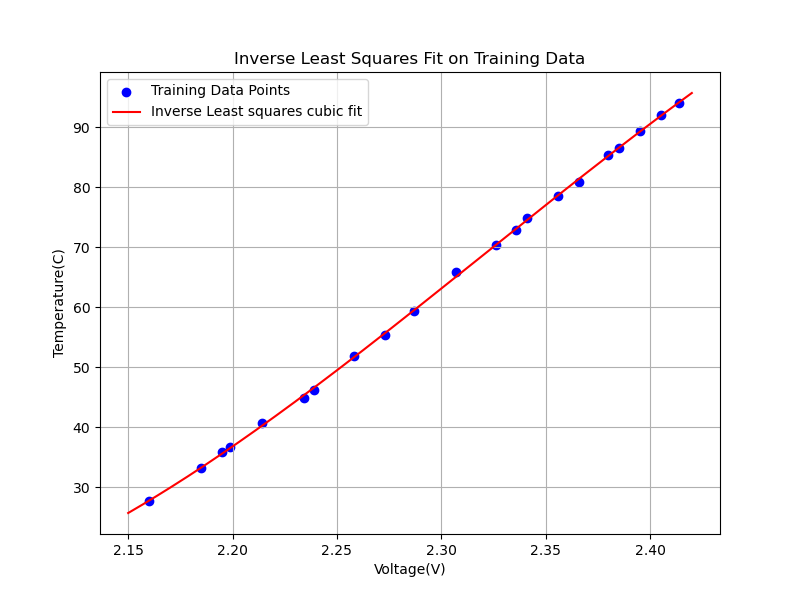 Inverse Least Squares Fit on Training Data
Training Data Points
Inverse Least squares cubic fit
Temperature(C)
90
80
70
60
50
40
30
2.15 2.20 2.25 2.30 2.35 2.40
Voltage(V)